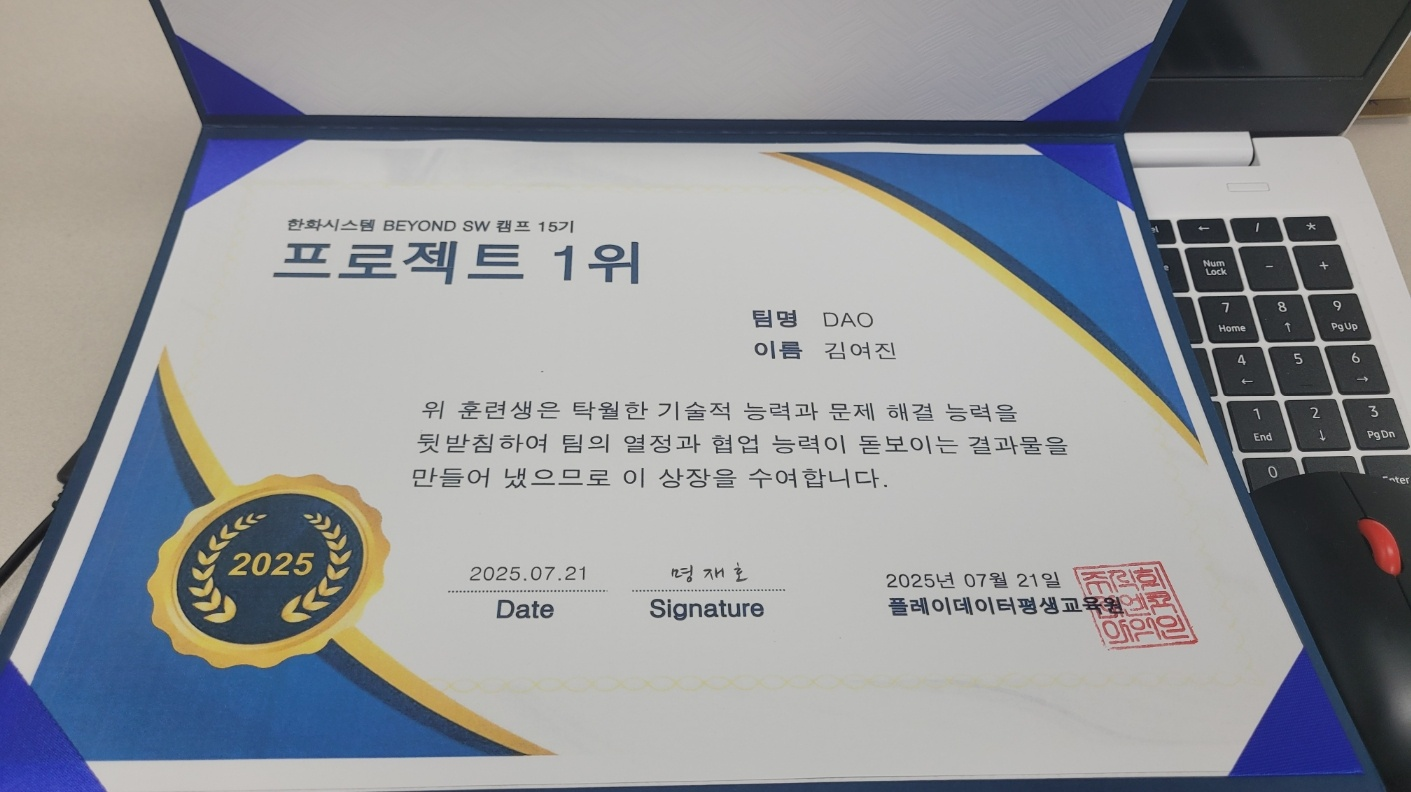 한화시스템 BEYOND SW 캠프 15기
프로젝트 1위
팀명 DAO
이름 김여진
위 훈련생은 탁월한 기술적 능력과 문제 해결 능력을
뒷받침하여 팀의 열정과 협업 능력이 돋보이는 결과물을
만들어 냈으므로 이 상장을 수여합니다.
2025
2025.07.21
Date
명재호
Signature
2025년 07월 21일
플레이데이터평생교육원
← / *
Num Lock - +
7 Home 8 ↑ 9 PgUp
4 ← 5 6 →
1 End 2 ↓ 3 PgDn
0